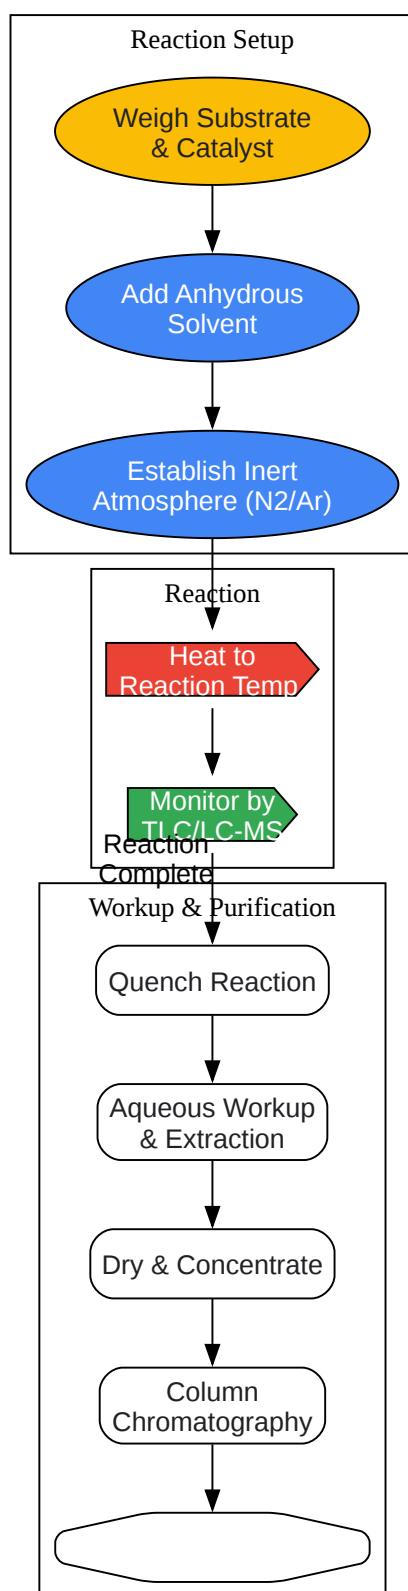 Reaction Setup
Weigh Substrate
& Catalyst
Add Anhydrous
Solvent
Establish Inert
Atmosphere (N2/Ar)
Reaction
Heat to
Reaction Temp
Monitor by
TLC/LC-MS
Reaction
Complete
Workup & Purification
Quench Reaction
Aqueous Workup
& Extraction
Dry & Concentrate
Column
Chromatography